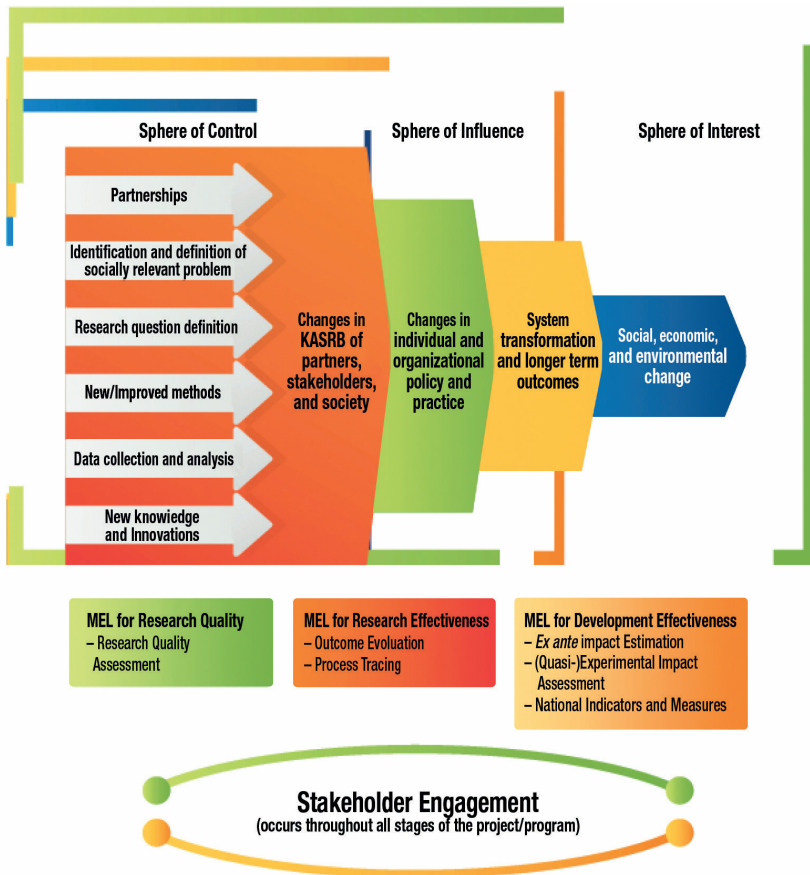 Sphere of Control
Sphere of Influence
Sphere of Interest
Partnerships
Identification and definition of
socially relevant problem
Research question definition
New/Improved methods
Data collection and analysis
New knowledge
and Innovations
Changes in
KASRB of
partners,
stakeholders,
and society
Changes in
individual and
organizational
policy and
practice
System
transformation
and longer term
outcomes
Social, economic,
and environmental
change
MEL for Research Quality
– Research Quality
Assessment
MEL for Research Effectiveness
– Outcome Evaluation
– Process Tracing
MEL for Development Effectiveness
– Ex ante impact Estimation
– (Quasi-)Experimental Impact
Assessment
– National Indicators and Measures
Stakeholder Engagement
(occurs throughout all stages of the project/program)